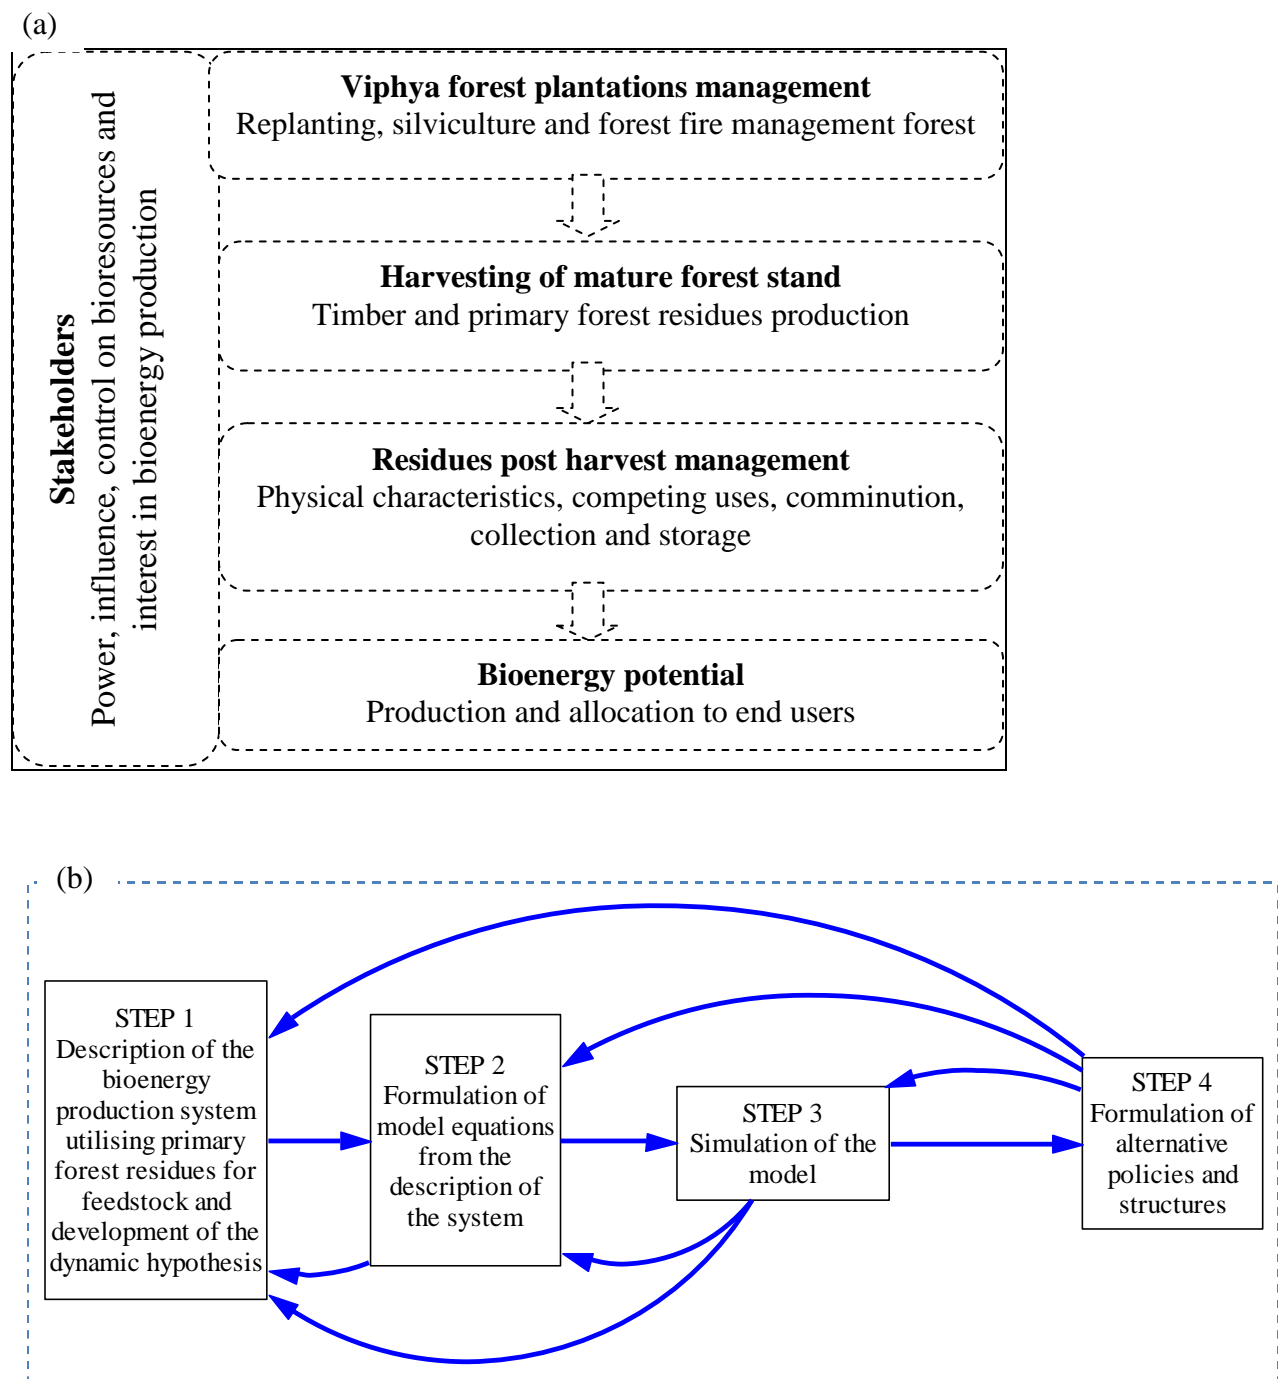 (a)
Stakeholders
Power, influence, control on bioresources and
interest in bioenergy production
Viphya forest plantations management
Replanting, silviculture and forest fire management forest
Harvesting of mature forest stand
Timber and primary forest residues production
Residues post harvest management
Physical characteristics, competing uses, comminution,
collection and storage
Bioenergy potential
Production and allocation to end users
(b)
STEP 1
Description of the
bioenergy
production system
utilising primary
forest residues for
feedstock and
development of the
dynamic hypothesis
STEP 2
Formulation of
model equations
from the
description of
the system
STEP 3
Simulation of the
model
STEP 4
Formulation of
alternative
policies and
structures